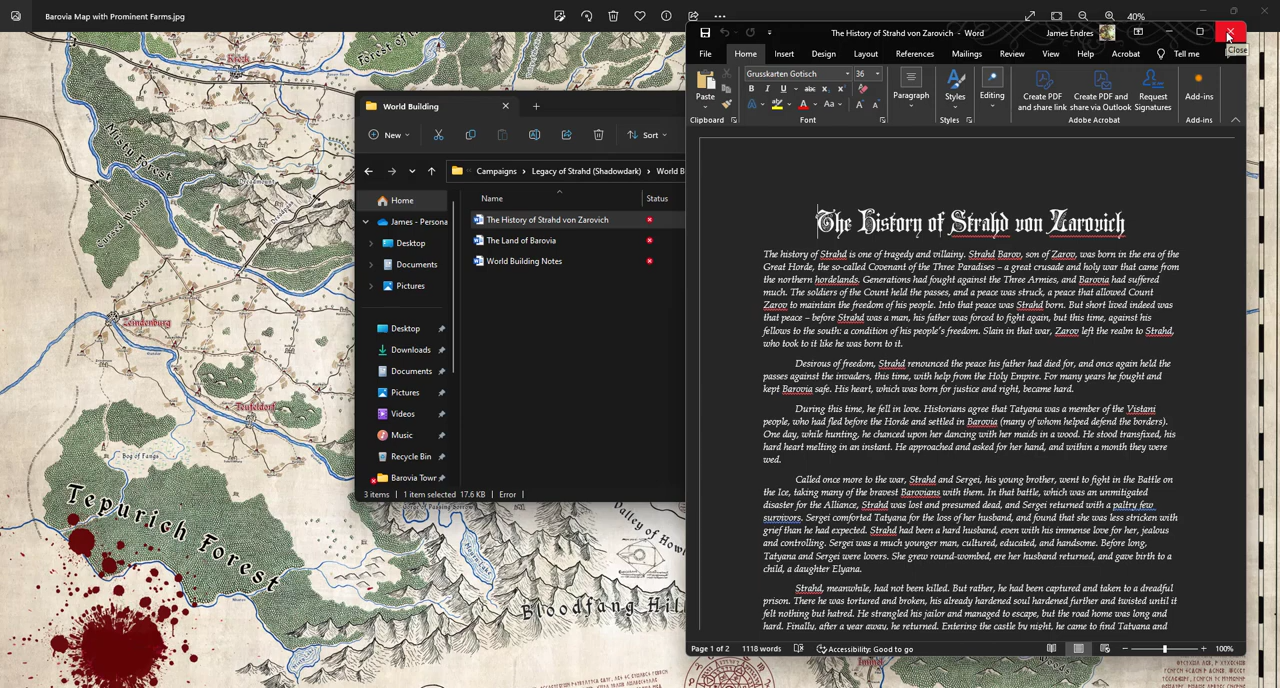 Barovia Map with Prominent Farms.jpg
40%
The History of Strahd von Zarovich - Word
James Endres
Close
File
Home
Insert
Design
Layout
References
Mailings
Review
View
Help
Acrobat
Tell me
Paste
Clipboard
Grusskarten Gotisch
36
Font
Paragraph
Styles
Styles
Editing
Create PDF and share link
Create PDF and share via Outlook
Request Signatures
Adobe Acrobat
Add-ins
Add-ins
World Building
New
Sort
Campaigns > Legacy of Strahd (Shadowdark) > World B
Home
James - Persona
Desktop
Documents
Pictures
Desktop
Downloads
Documents
Pictures
Videos
Music
Recycle Bin
Barovia Towr
Name
Status
The History of Strahd von Zarovich
The Land of Barovia
World Building Notes
3 items
1 item selected 17.6 KB
Error
The History of Strahd von Zarovich
The history of Strahd is one of tragedy and villainy. Strahd Barov, son of Zarov, was born in the era of the
Great Horde, the so-called Covenant of the Three Paradises – a great crusade and holy war that came from
the northern hordelands. Generations had fought against the Three Armies, and Barovia had suffered
much. The soldiers of the Count held the passes, and a peace was struck, a peace that allowed Count
Zarov to maintain the freedom of his people. Into that peace was Strahd born. But short lived indeed was
that peace – before Strahd was a man, his father was forced to fight again, but this time, against his
fellows to the south: a condition of his people's freedom. Slain in that war, Zarov left the realm to Strahd,
who took to it like he was born to it.
Desirous of freedom, Strahd renounced the peace his father had died for, and once again held the
passes against the invaders, this time, with help from the Holy Empire. For many years he fought and
kept Barovia safe. His heart, which was born for justice and right, became hard.
During this time, he fell in love. Historians agree that Tatyana was a member of the Vistani
people, who had fled before the Horde and settled in Barovia (many of whom helped defend the borders).
One day, while hunting, he chanced upon her dancing with her maids in a wood. He stood transfixed, his
hard heart melting in an instant. He approached and asked for her hand, and within a month they were
wed.
Called once more to the war, Strahd and Sergei, his young brother, went to fight in the Battle on
the Ice, taking many of the bravest Barovians with them. In that battle, which was an unmitigated
disaster for the Alliance, Strahd was lost and presumed dead, and Sergei returned with a paltry few
survivors. Sergei comforted Tatyana for the loss of her husband, and found that she was less stricken with
grief than he had expected. Strahd had been a hard husband, even with his immense love for her, jealous
and controlling. Sergei was a much younger man, cultured, educated, and handsome. Before long,
Tatyana and Sergei were lovers. She grew round-wombed, ere her husband returned, and gave birth to a
child, a daughter Elyana.
Strahd, meanwhile, had not been killed. But rather, he had been captured and taken to a dreadful
prison. There he was tortured and broken, his already hardened soul hardened further and twisted until it
felt nothing but hatred. He strangled his jailor and managed to escape, but the road home was long and
hard. Finally, after a year away, he returned. Entering the castle by night, he came to find Tatyana and
Page 1 of 2
1118 words
Accessibility: Good to go
100%
Misty Forest
Cursed Woods
Zeindenburg
Teufeldorf
Bog of Fangs
Tepurich Forest
Valley of How
Bloodfang Hil